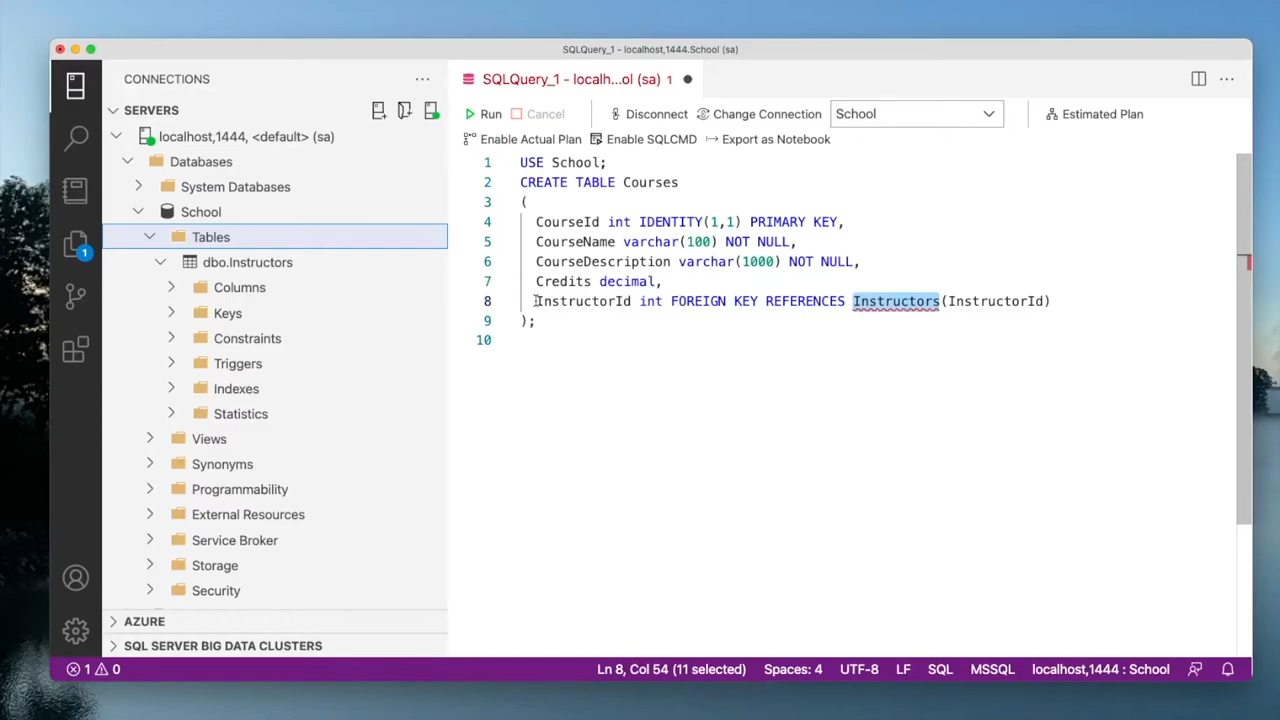 SQLQuery_1 - localhost,1444.School (sa)
CONNECTIONS
SERVERS
localhost,1444, <default> (sa)
Databases
System Databases
School
Tables
dbo.Instructors
Columns
Keys
Constraints
Triggers
Indexes
Statistics
Views
Synonyms
Programmability
External Resources
Service Broker
Storage
Security
AZURE
SQL SERVER BIG DATA CLUSTERS
1
SQLQuery_1 - localh...ol (sa) 1
Run Cancel Disconnect Change Connection School Estimated Plan
Enable Actual Plan Enable SQLCMD Export as Notebook
1 USE School;
2 CREATE TABLE Courses
3 (
4 CourseId int IDENTITY(1,1) PRIMARY KEY,
5 CourseName varchar(100) NOT NULL,
6 CourseDescription varchar(1000) NOT NULL,
7 Credits decimal,
8 InstructorId int FOREIGN KEY REFERENCES Instructors(InstructorId)
9 );
10
1 0 Ln 8, Col 54 (11 selected) Spaces: 4 UTF-8 LF SQL MSSQL localhost,1444 : School